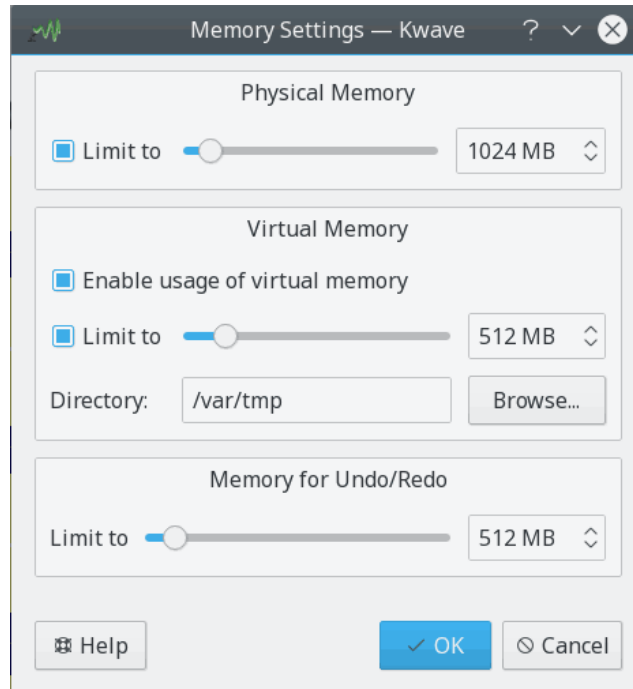 Memory Settings — Kwave
Physical Memory
Limit to 1024 MB
Virtual Memory
Enable usage of virtual memory
Limit to 512 MB
Directory: /var/tmp Browse...
Memory for Undo/Redo
Limit to 512 MB
Help OK Cancel